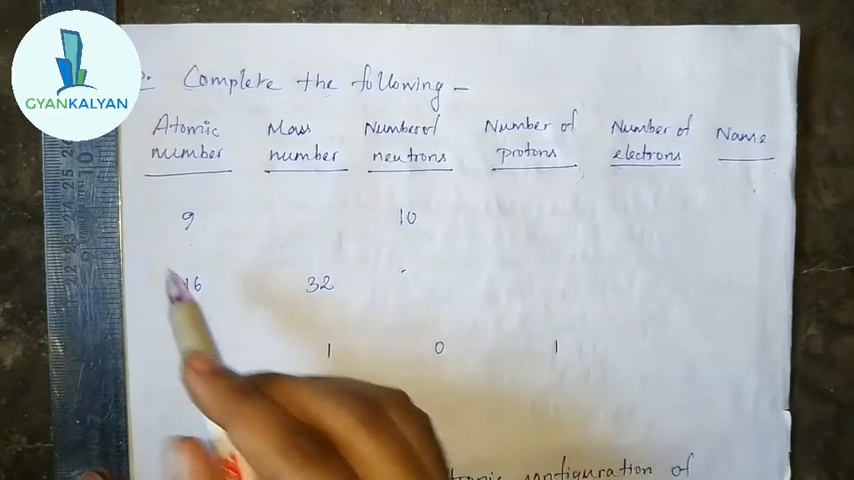 GYANKALYAN
Complete the following -
Atomic number Mass number Number of neutrons Number of protons Number of electrons Name
9 10
16 32
1 0 1
configuration of